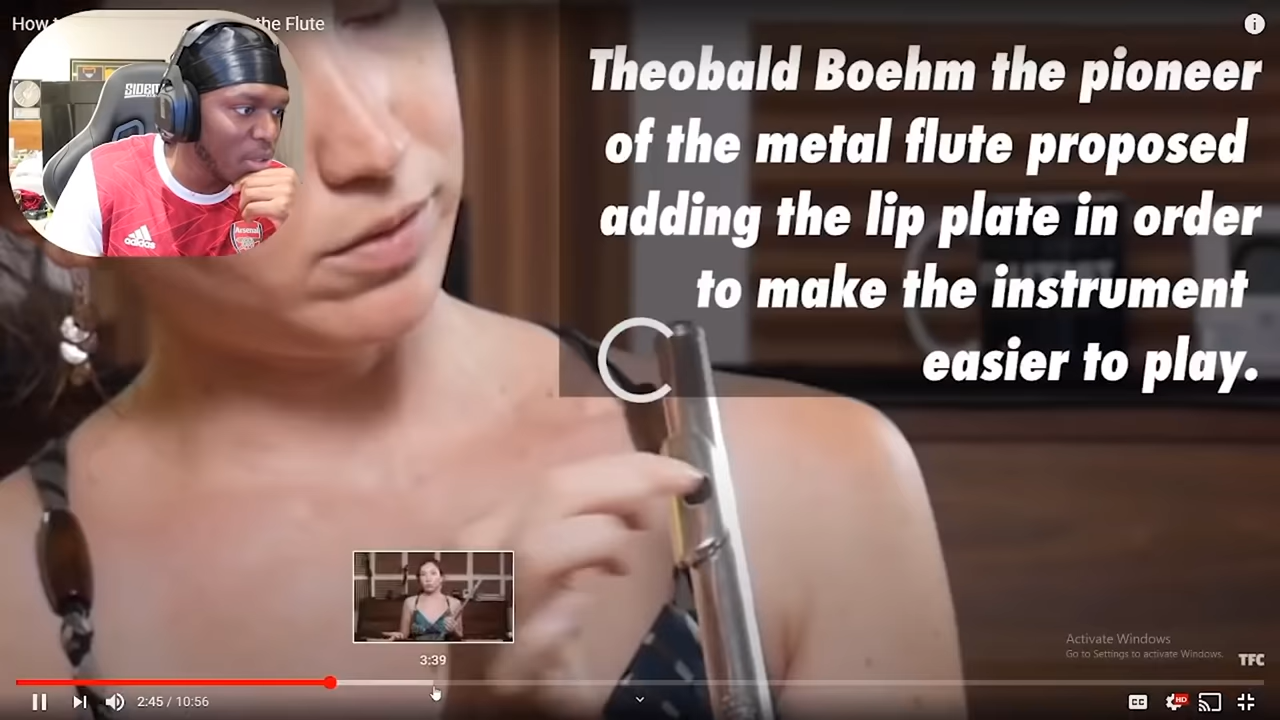 How t the Flute
SIDEM
Theobald Boehm the pioneer
of the metal flute proposed
adding the lip plate in order
to make the instrument
easier to play.
adidas
Arsenal
3:39
Activate Windows
Go to Settings to activate Windows.
TFC
2:45 / 10:56
CC
HD